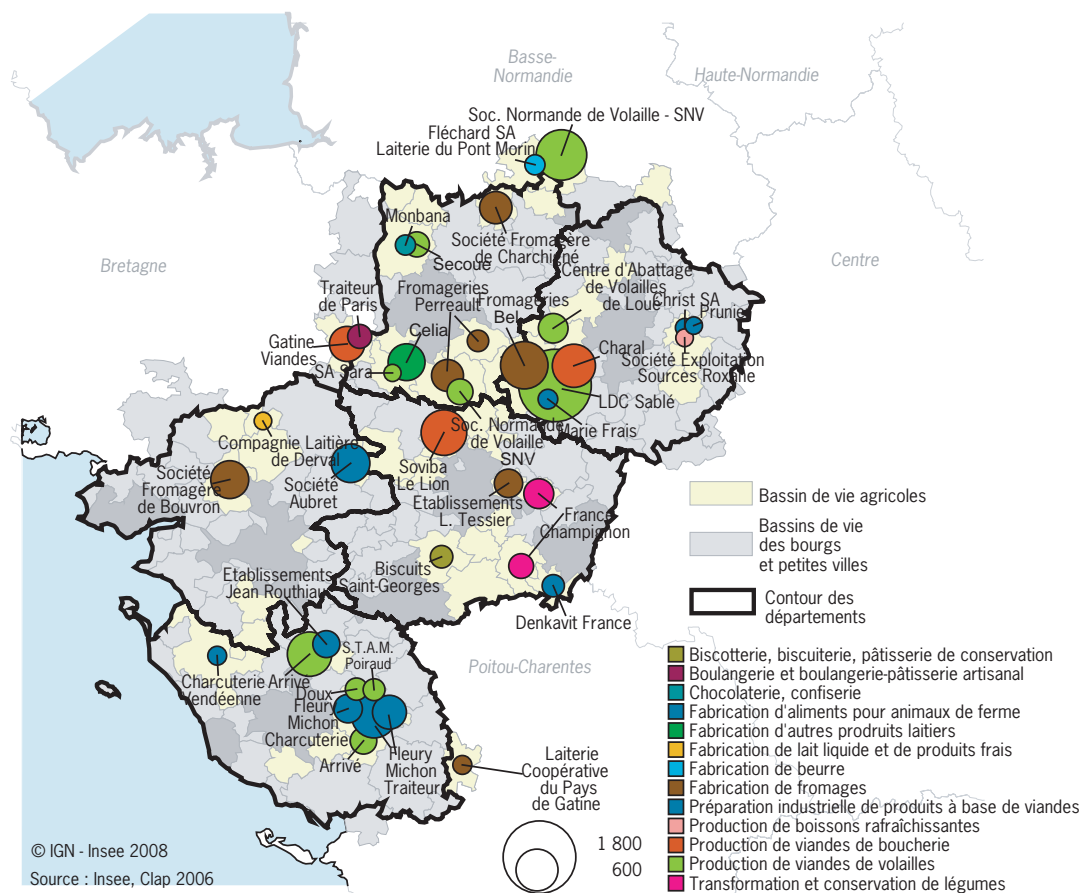 Basse-
Normandie
Haute-Normandie
Soc. Normande de Volaille - SNV
Fléchard SA
Laiterie du Pont Morin
Monbana
Société Fromagère
de Charchigné
Secoué
Bretagne
Centre
Centre d'Abattage
de Volailles
de Loué
Traiteur
de Paris
Fromageries
Perreault
Fromageries
Bel
Christ SA
Prunier
Celia
Gatine
Viandes
Charal
SA Sara
Société Exploitation
Sources Roxane
LDC Sablé
Marie Frais
Soc. Normande
de Volaille
SNV
Compagnie Laitière
de Derval
Soviba
Le Lion
Société
Fromagère
de Bouvron
Société
Aubret
Etablissements
L. Tessier
France
Champignon
Bassin de vie agricoles
Bassins de vie
des bourgs
et petites villes
Contour des
départements
Biscuits
Saint-Georges
Etablissements
Jean Routhiau
Denkavit France
S.T.A.M.
Poiraud
Poitou-Charentes
Charcuterie
Vendéenne
Arrive
Doux
Fleury
Michon
Charcuterie
Arrivé
Fleury
Michon
Traiteur
Laiterie
Coopérative
du Pays
de Gatine
Biscotterie, biscuiterie, pâtisserie de conservation
Boulangerie et boulangerie-pâtisserie artisanal
Chocolaterie, confiserie
Fabrication d'aliments pour animaux de ferme
Fabrication d'autres prodruits laitiers
Fabrication de lait liquide et de produits frais
Fabrication de beurre
Fabrication de fromages
Préparation industrielle de produits à base de viandes
Production de boissons rafraîchissantes
Production de viandes de boucherie
Production de viandes de volailles
Transformation et conservation de légumes
1 800
600
© IGN - Insee 2008
Source : Insee, Clap 2006